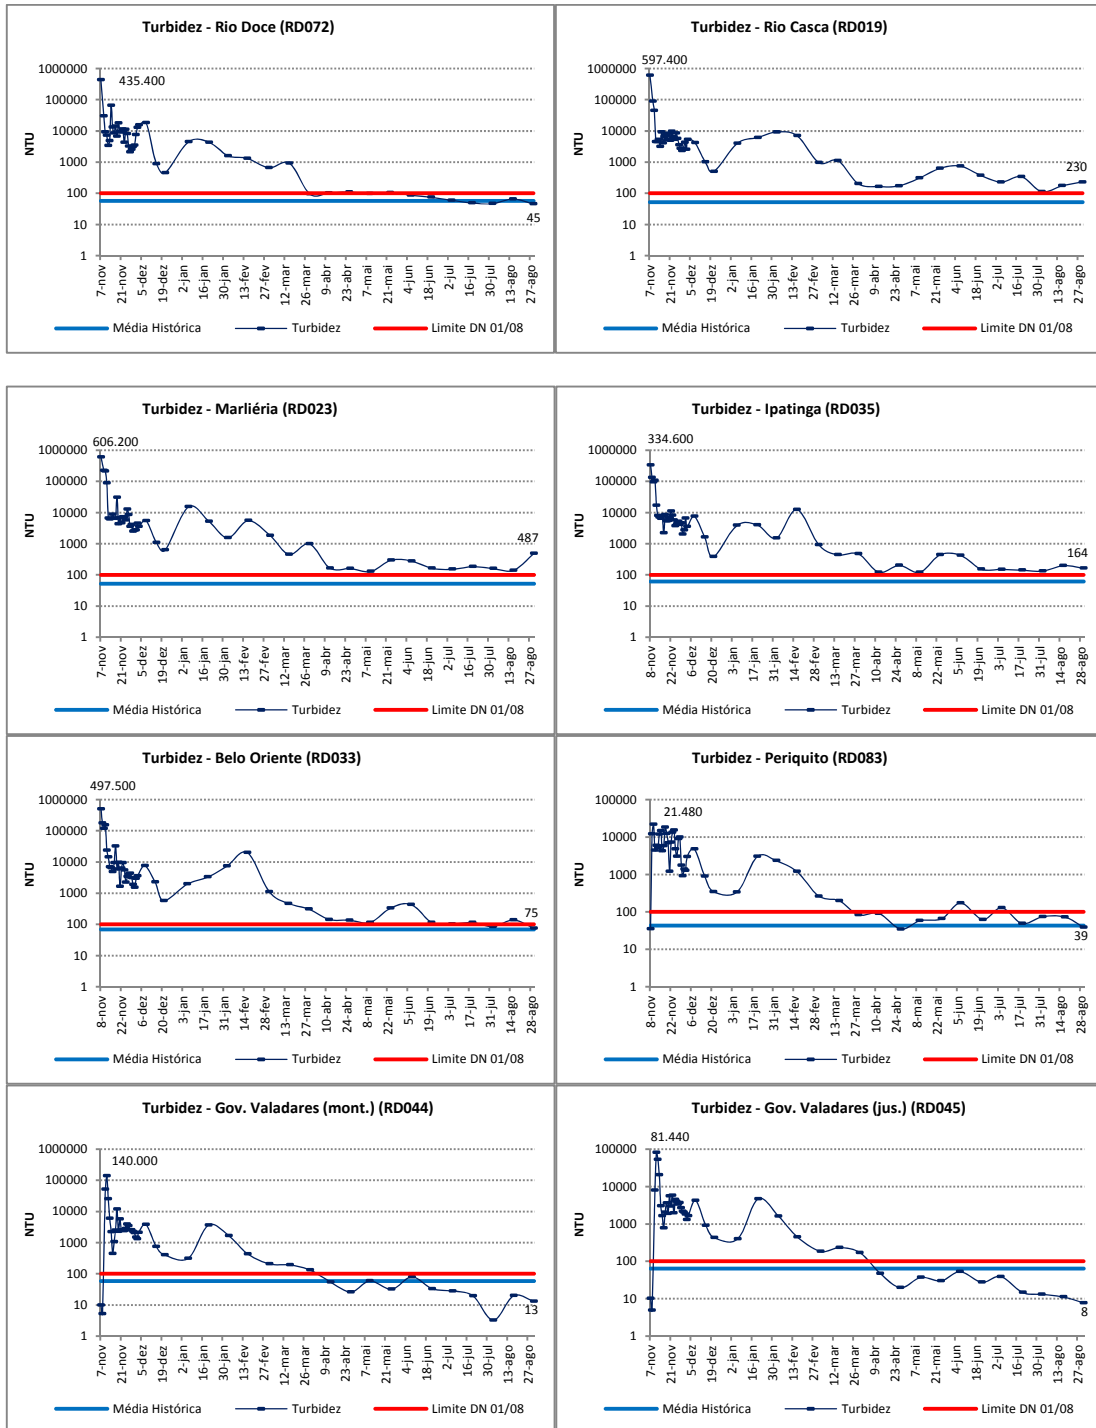 Turbidez - Rio Doce (RD072)
435.400
NTU
1000000
100000
10000
1000
100
10
1
45
7-nov
21-nov
5-dez
19-dez
2-jan
16-jan
30-jan
13-fev
27-fev
12-mar
26-mar
9-abr
23-abr
7-mai
21-mai
4-jun
18-jun
2-jul
16-jul
30-jul
13-ago
27-ago
Média Histórica
Turbidez
Limite DN 01/08
Turbidez - Rio Casca (RD019)
597.400
NTU
1000000
100000
10000
1000
100
10
1
230
7-nov
21-nov
5-dez
19-dez
2-jan
16-jan
30-jan
13-fev
27-fev
12-mar
26-mar
9-abr
23-abr
7-mai
21-mai
4-jun
18-jun
2-jul
16-jul
30-jul
13-ago
27-ago
Média Histórica
Turbidez
Limite DN 01/08
Turbidez - Marliéria (RD023)
606.200
NTU
1000000
100000
10000
1000
100
10
1
487
7-nov
21-nov
5-dez
19-dez
2-jan
16-jan
30-jan
13-fev
27-fev
12-mar
26-mar
9-abr
23-abr
7-mai
21-mai
4-jun
18-jun
2-jul
16-jul
30-jul
13-ago
27-ago
Média Histórica
Turbidez
Limite DN 01/08
Turbidez - Ipatinga (RD035)
334.600
NTU
1000000
100000
10000
1000
100
10
1
164
8-nov
22-nov
6-dez
20-dez
3-jan
17-jan
31-jan
14-fev
28-fev
13-mar
27-mar
10-abr
24-abr
8-mai
22-mai
5-jun
19-jun
3-jul
17-jul
31-jul
14-ago
28-ago
Média Histórica
Turbidez
Limite DN 01/08
Turbidez - Belo Oriente (RD033)
497.500
NTU
1000000
100000
10000
1000
100
10
1
75
8-nov
22-nov
6-dez
20-dez
3-jan
17-jan
31-jan
14-fev
28-fev
13-mar
27-mar
10-abr
24-abr
8-mai
22-mai
5-jun
19-jun
3-jul
17-jul
31-jul
14-ago
28-ago
Média Histórica
Turbidez
Limite DN 01/08
Turbidez - Periquito (RD083)
21.480
NTU
100000
10000
1000
100
10
1
39
8-nov
22-nov
6-dez
20-dez
3-jan
17-jan
31-jan
14-fev
28-fev
13-mar
27-mar
10-abr
24-abr
8-mai
22-mai
5-jun
19-jun
3-jul
17-jul
31-jul
14-ago
28-ago
Média Histórica
Turbidez
Limite DN 01/08
Turbidez - Gov. Valadares (mont.) (RD044)
140.000
NTU
1000000
100000
10000
1000
100
10
1
13
7-nov
21-nov
5-dez
19-dez
2-jan
16-jan
30-jan
13-fev
27-fev
12-mar
26-mar
9-abr
23-abr
7-mai
21-mai
4-jun
18-jun
2-jul
16-jul
30-jul
13-ago
27-ago
Média Histórica
Turbidez
Limite DN 01/08
Turbidez - Gov. Valadares (jus.) (RD045)
81.440
NTU
100000
10000
1000
100
10
1
8
7-nov
21-nov
5-dez
19-dez
2-jan
16-jan
30-jan
13-fev
27-fev
12-mar
26-mar
9-abr
23-abr
7-mai
21-mai
4-jun
18-jun
2-jul
16-jul
30-jul
13-ago
27-ago
Média Histórica
Turbidez
Limite DN 01/08